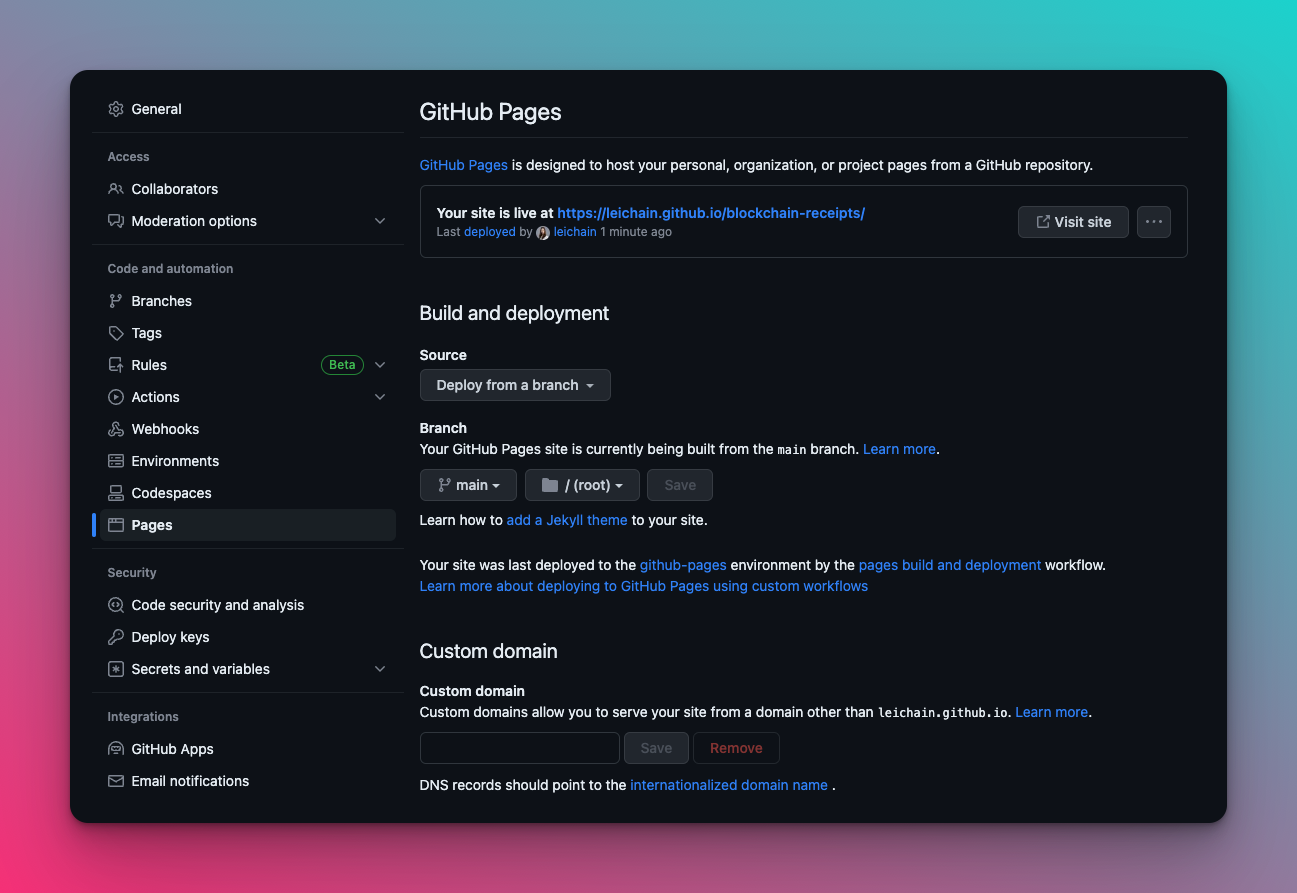 General
Access
Collaborators
Moderation options
Code and automation
Branches
Tags
Rules Beta
Actions
Webhooks
Environments
Codespaces
Pages
Security
Code security and analysis
Deploy keys
Secrets and variables
Integrations
GitHub Apps
Email notifications
GitHub Pages
GitHub Pages is designed to host your personal, organization, or project pages from a GitHub repository.
Your site is live at https://leichain.github.io/blockchain-receipts/
Last deployed by leichain 1 minute ago
Visit site
Build and deployment
Source
Deploy from a branch
Branch
Your GitHub Pages site is currently being built from the main branch. Learn more.
main / (root) Save
Learn how to add a Jekyll theme to your site.
Your site was last deployed to the github-pages environment by the pages build and deployment workflow.
Learn more about deploying to GitHub Pages using custom workflows
Custom domain
Custom domain
Custom domains allow you to serve your site from a domain other than leichain.github.io. Learn more.
Save Remove
DNS records should point to the internationalized domain name .